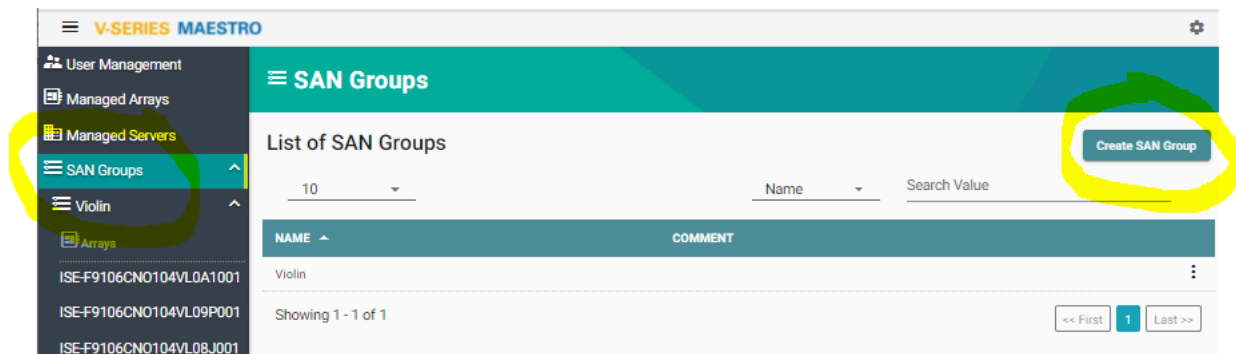 V-SERIES MAESTRO
User Management
Managed Arrays
Managed Servers
SAN Groups
Violin
Arrays
ISE-F9106CNO104VL0A1001
ISE-F9106CNO104VL09P001
ISE-F9106CNO104VL08J001
SAN Groups
List of SAN Groups
Create SAN Group
10 Name Search Value
NAME COMMENT
Violin
Showing 1 - 1 of 1
<< First 1 Last >>